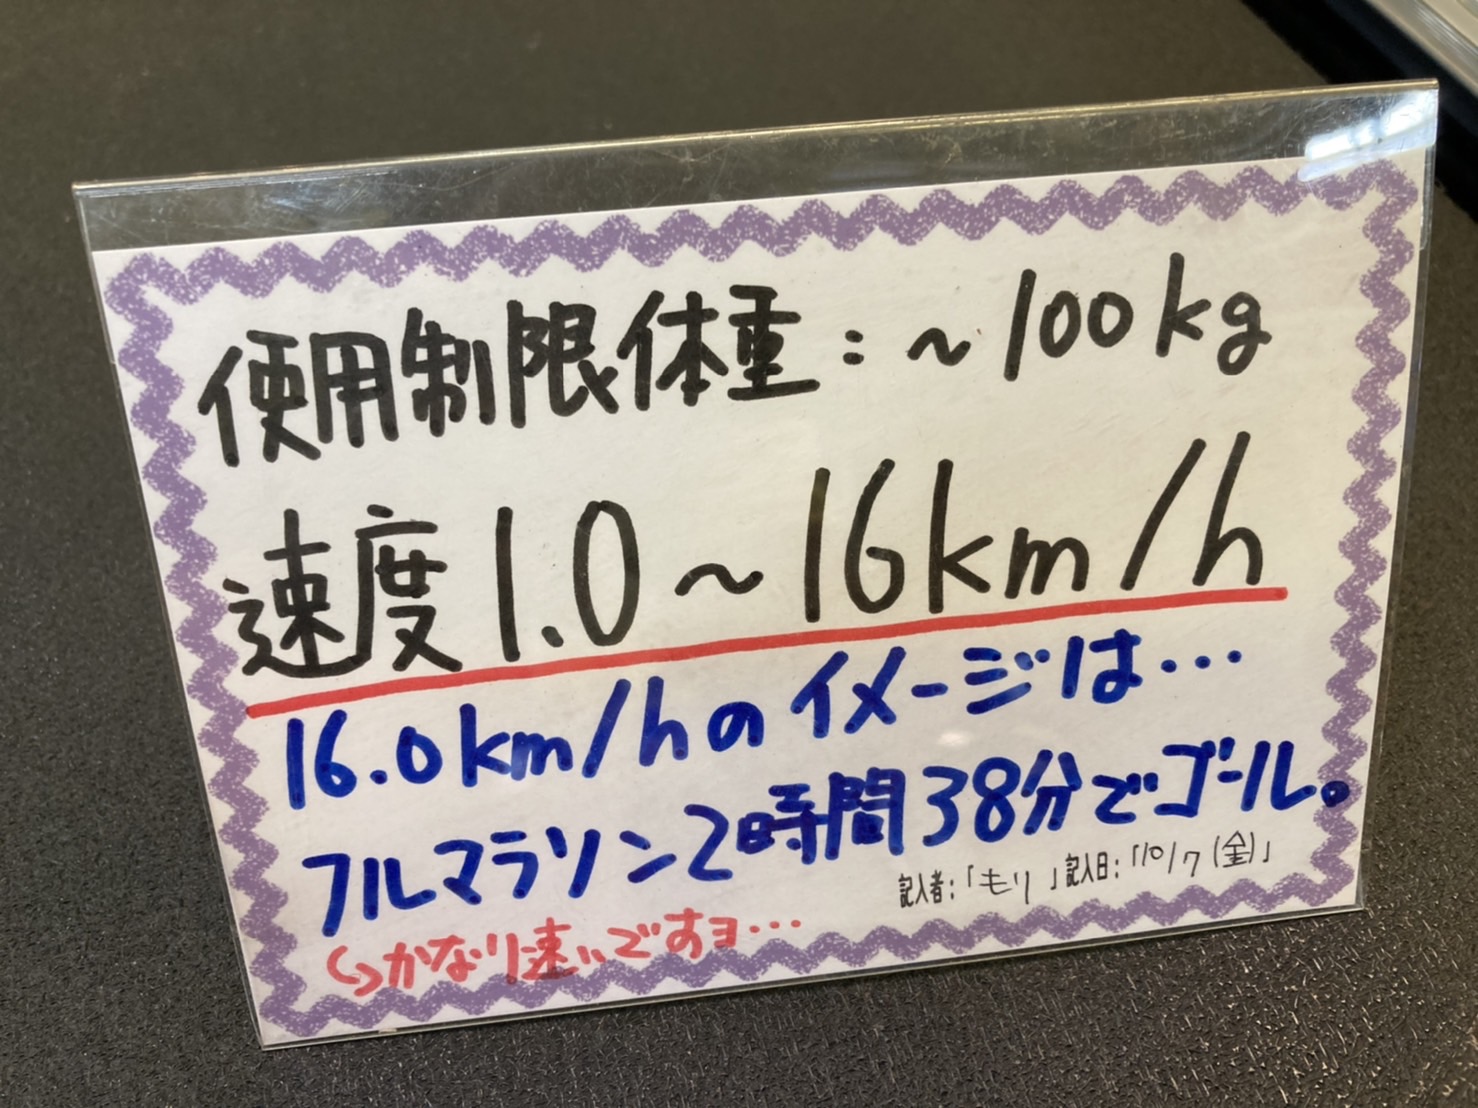 使用制限体重：～100kg
速度1.0～16km/h
16.0km/hのイメージは…
フルマラソン2時間38分でゴール。
記入者：「もり」記入日：「10/7（金）」
↪かなり速いですヨ…